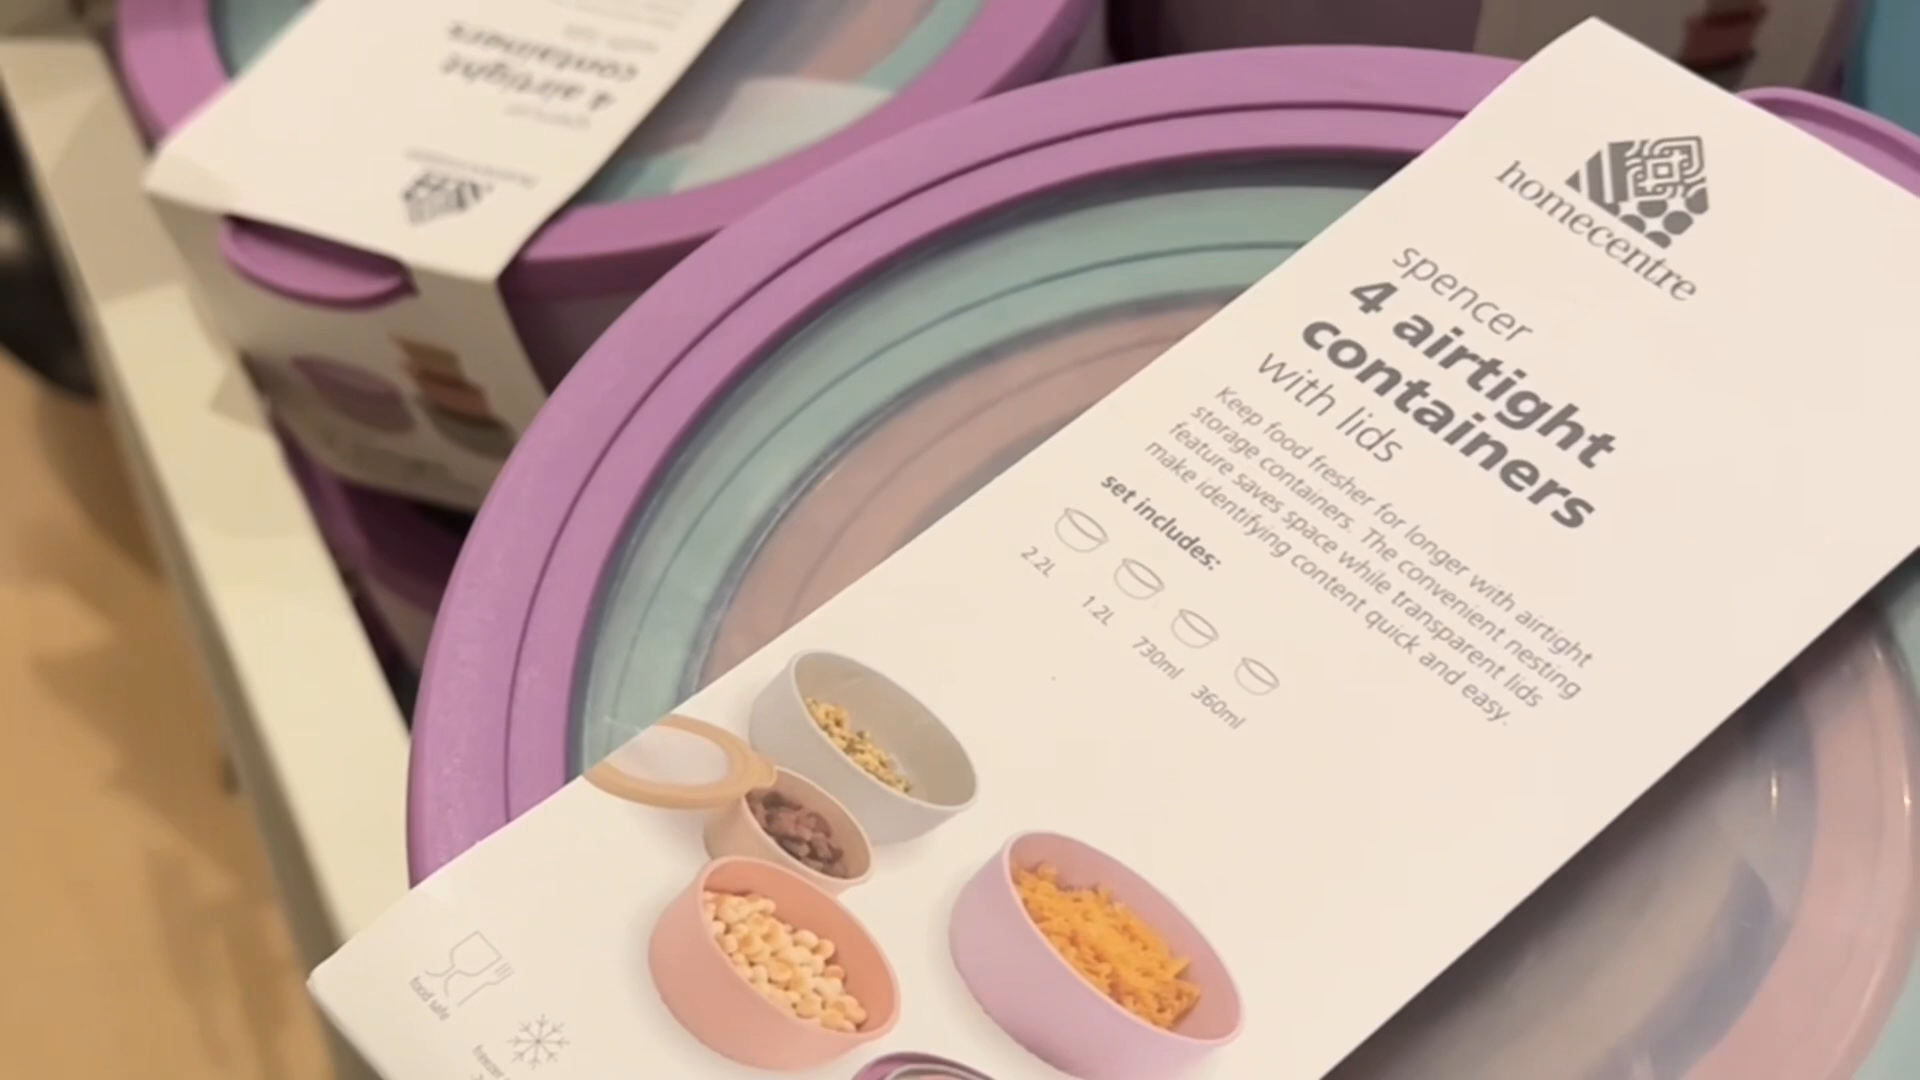 homecentre
spencer
4 airtight
containers
with lids
Keep food fresher for longer with airtight
storage containers. The convenient nesting
feature saves space while transparent lids
make identifying content quick and easy.
set includes:
2.2L
1.2L
730ml
360ml
food safe
freezer
4 airtight
containers